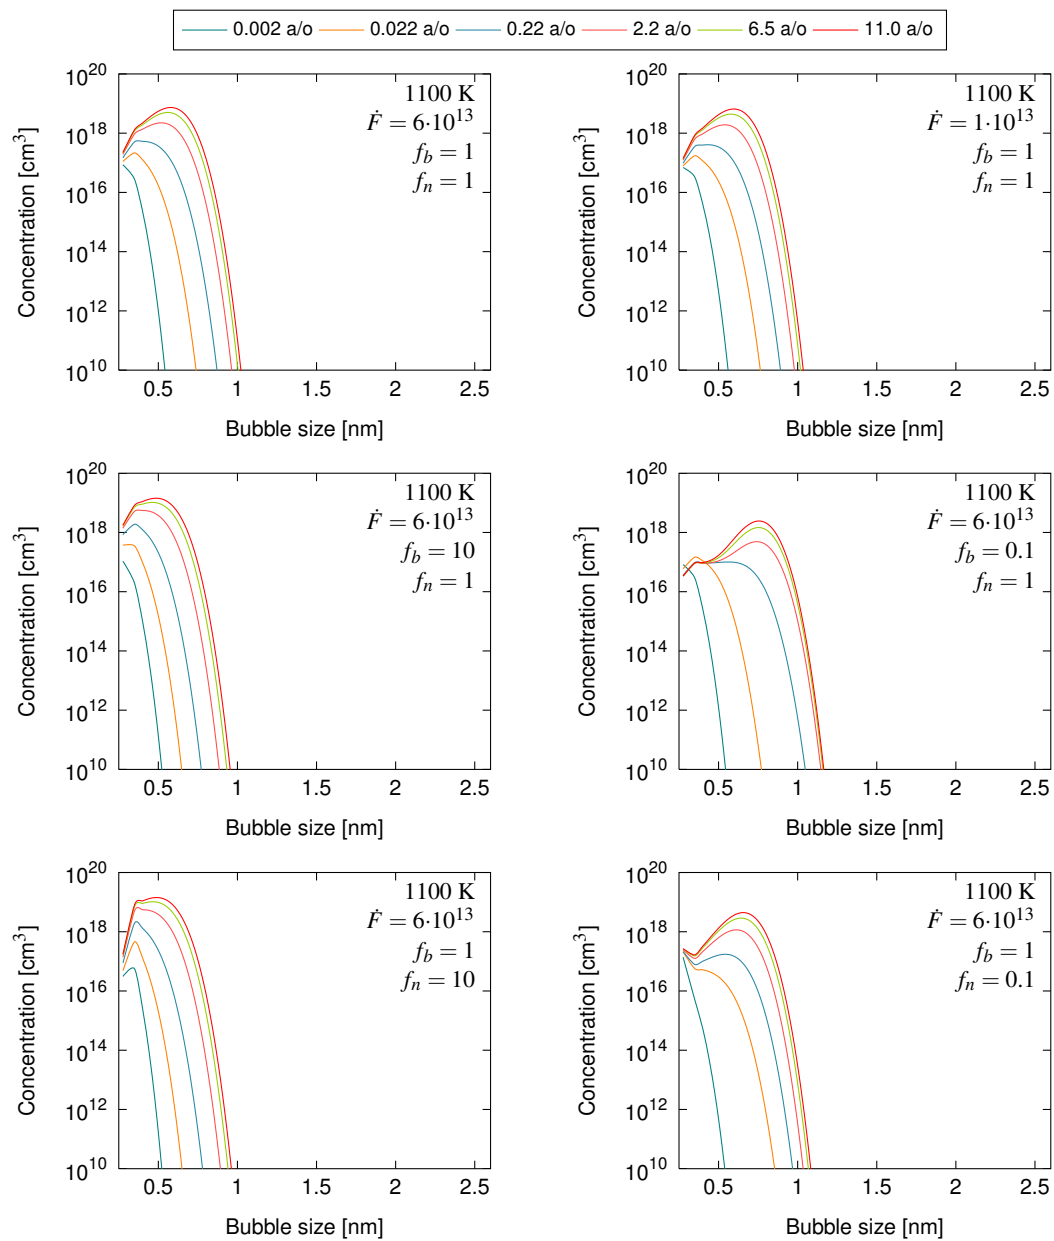 0.002 a/o 0.022 a/o 0.22 a/o 2.2 a/o 6.5 a/o 11.0 a/o
10^20
10^18
10^16
10^14
10^12
10^10
0.5 1 1.5 2 2.5
Concentration [cm^3]
Bubble size [nm]
1100 K
Ḟ = 6·10^13
f_b = 1
f_n = 1
10^20
10^18
10^16
10^14
10^12
10^10
0.5 1 1.5 2 2.5
Concentration [cm^3]
Bubble size [nm]
1100 K
Ḟ = 1·10^13
f_b = 1
f_n = 1
10^20
10^18
10^16
10^14
10^12
10^10
0.5 1 1.5 2 2.5
Concentration [cm^3]
Bubble size [nm]
1100 K
Ḟ = 6·10^13
f_b = 10
f_n = 1
10^20
10^18
10^16
10^14
10^12
10^10
0.5 1 1.5 2 2.5
Concentration [cm^3]
Bubble size [nm]
1100 K
Ḟ = 6·10^13
f_b = 0.1
f_n = 1
10^20
10^18
10^16
10^14
10^12
10^10
0.5 1 1.5 2 2.5
Concentration [cm^3]
Bubble size [nm]
1100 K
Ḟ = 6·10^13
f_b = 1
f_n = 10
10^20
10^18
10^16
10^14
10^12
10^10
0.5 1 1.5 2 2.5
Concentration [cm^3]
Bubble size [nm]
1100 K
Ḟ = 6·10^13
f_b = 1
f_n = 0.1